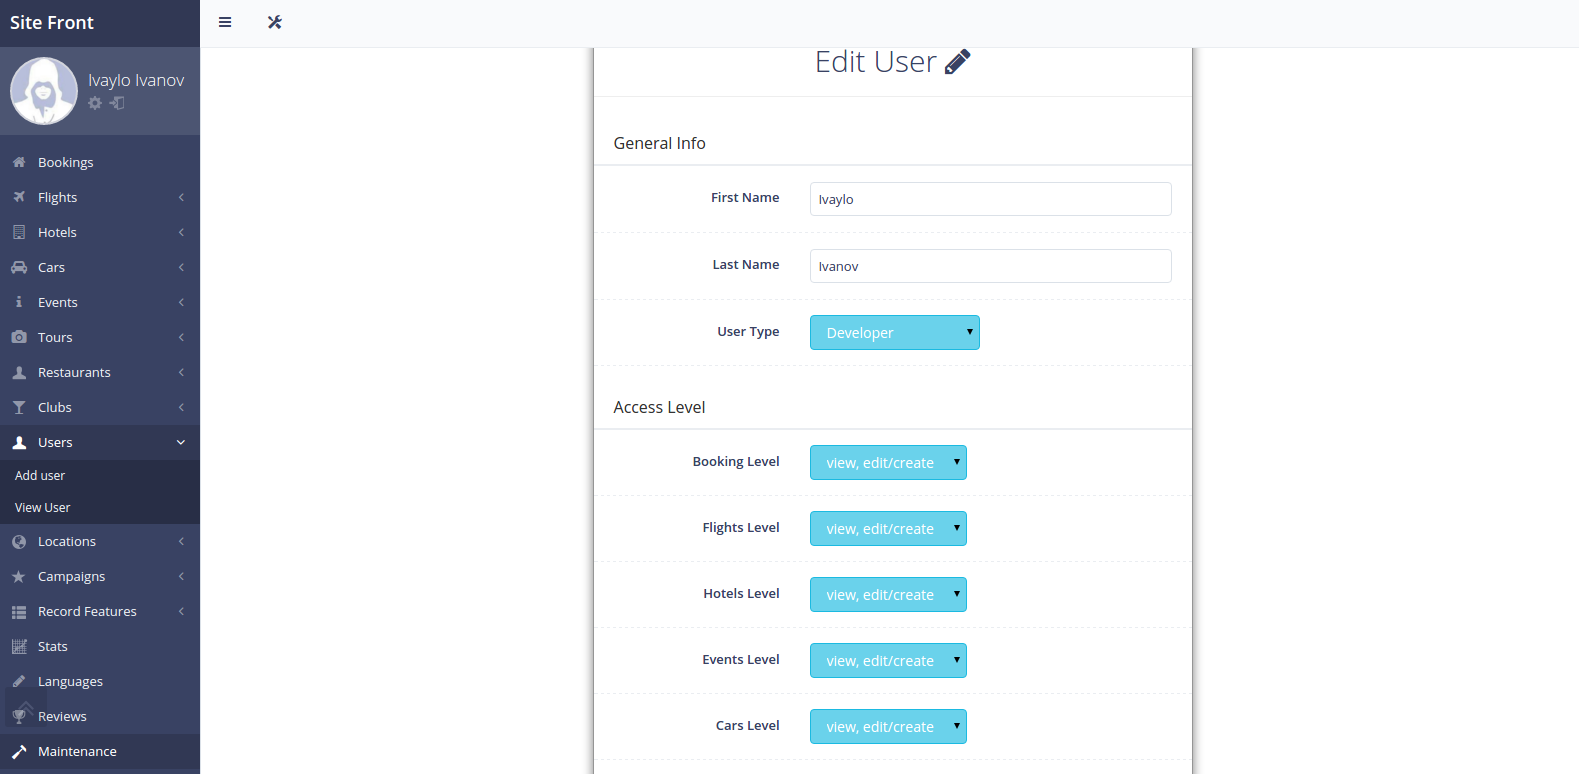 Site Front
Ivaylo Ivanov
Bookings
Flights
Hotels
Cars
Events
Tours
Restaurants
Clubs
Users
Add user
View User
Locations
Campaigns
Record Features
Stats
Languages
Reviews
Maintenance
Edit User
General Info
First Name Ivaylo
Last Name Ivanov
User Type Developer
Access Level
Booking Level view, edit/create
Flights Level view, edit/create
Hotels Level view, edit/create
Events Level view, edit/create
Cars Level view, edit/create